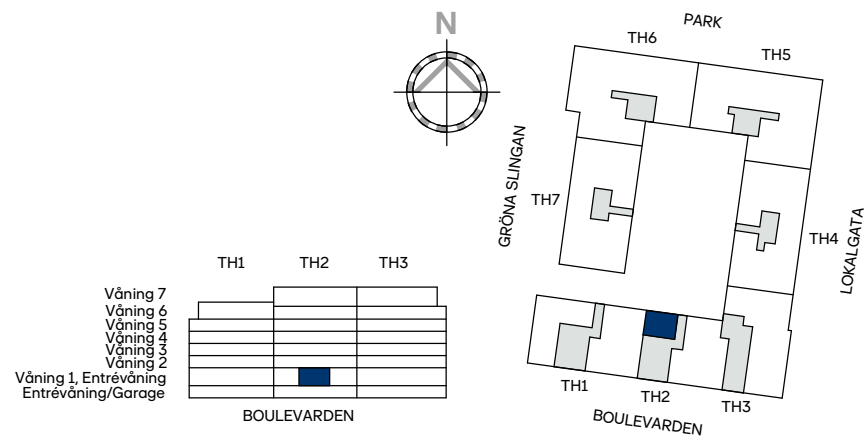 N
PARK
TH6
TH5
GRÖNA SLINGAN
TH7
TH4
LOKALGATA
TH1
TH2
TH3
BOULEVARDEN
TH1 TH2 TH3
Våning 7
Våning 6
Våning 5
Våning 4
Våning 3
Våning 2
Våning 1, Entrévåning
Entrévåning/Garage
BOULEVARDEN